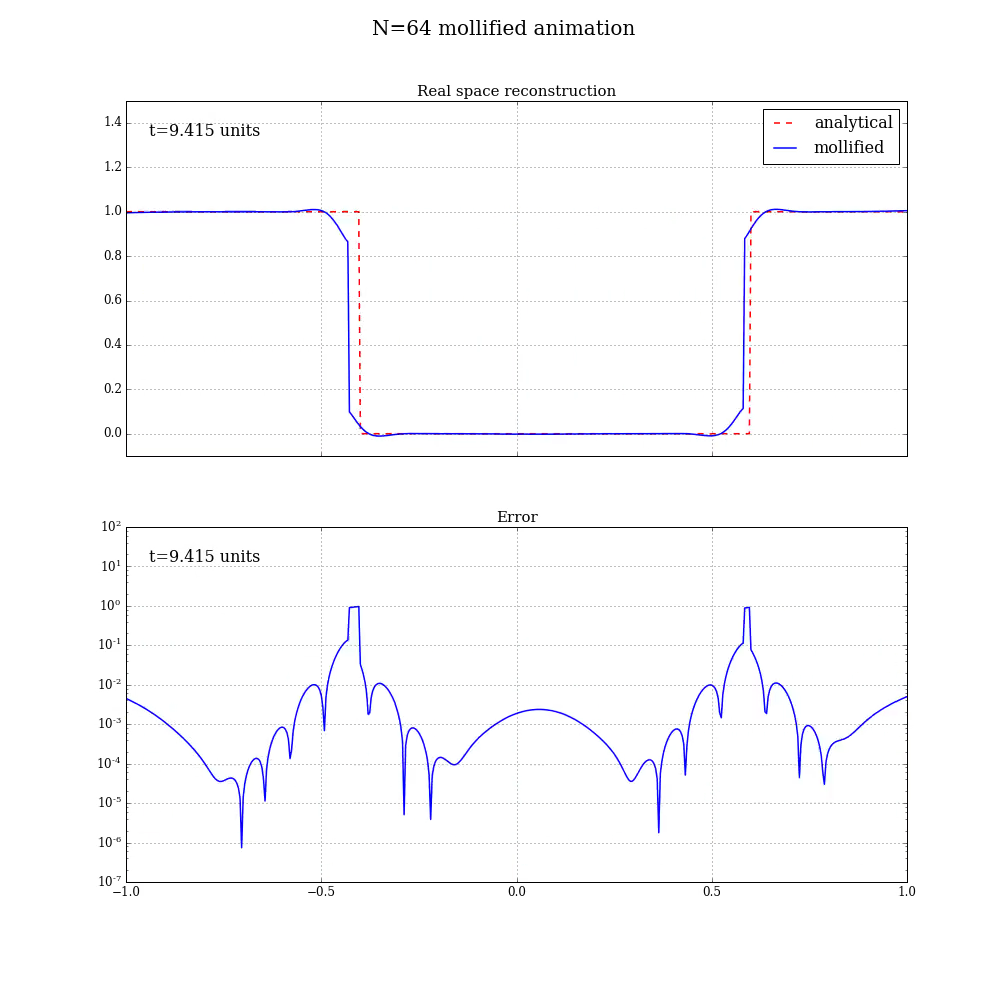 N=64 mollified animation
Real space reconstruction
t=9.415 units
analytical
mollified
1.4
1.2
1.0
0.8
0.6
0.4
0.2
0.0
Error
t=9.415 units
10²
10¹
10⁰
10⁻¹
10⁻²
10⁻³
10⁻⁴
10⁻⁵
10⁻⁶
10⁻⁷
−1.0 −0.5 0.0 0.5 1.0